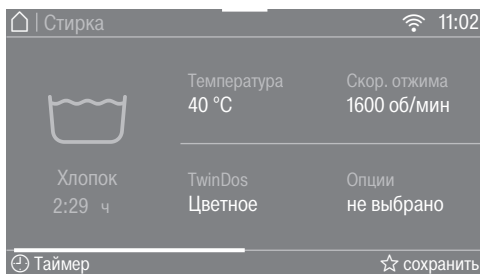 | Стирка
11:02
Температура
40 °C
Скор. отжима
1600 об/мин
Хлопок
2:29 ч
TwinDos
Цветное
Опции
не выбрано
Таймер
сохранить